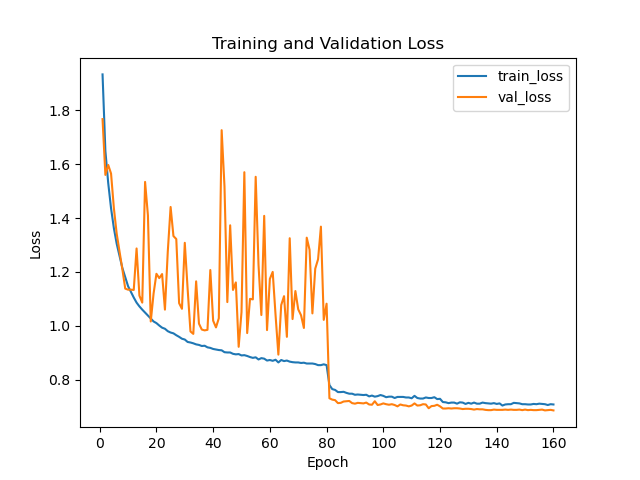 Training and Validation Loss
train_loss
val_loss
1.8
1.6
1.4
1.2
1.0
0.8
Loss
0 20 40 60 80 100 120 140 160
Epoch